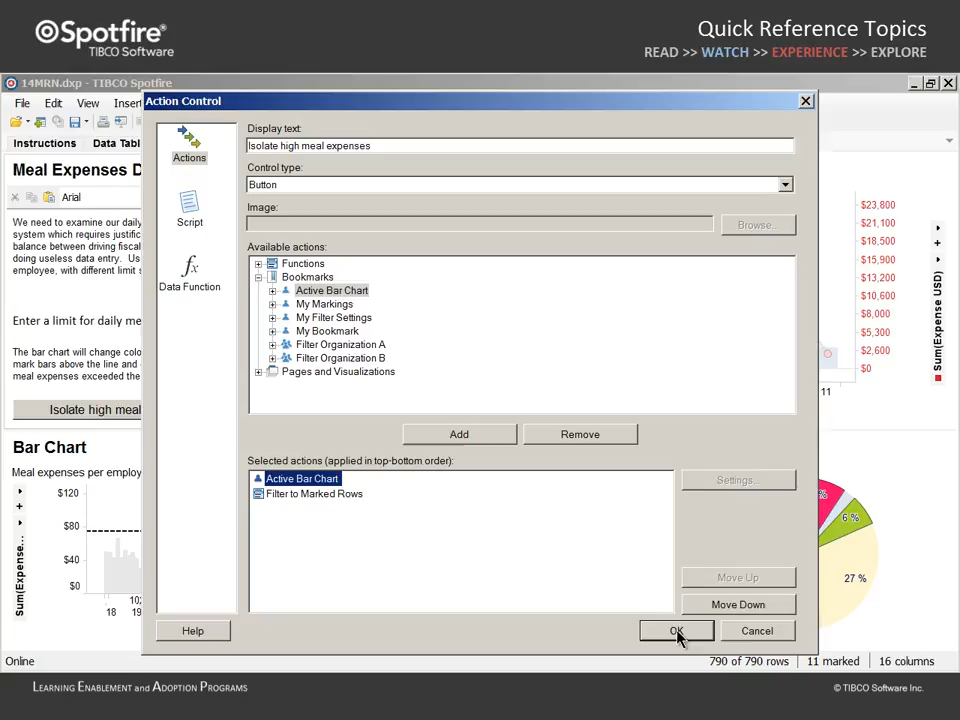 Spotfire®
TIBCO Software
Quick Reference Topics
READ >> WATCH >> EXPERIENCE >> EXPLORE
14MRN.dxp - TIBCO Spotfire
File Edit View Insert
Instructions Data Tabl
Meal Expenses D
Arial
We need to examine our daily
system which requires justific
balance between driving fiscal
doing useless data entry. Us
employee, with different limit s
Enter a limit for daily me
The bar chart will change colo
mark bars above the line and
meal expenses exceeded the
Isolate high meal
Bar Chart
Meal expenses per employ
$120
$80
$40
$0
Sum(Expense...
18 19
Action Control
Actions
Script
fx
Data Function
Display text:
Isolate high meal expenses
Control type:
Button
Image:
Browse...
Available actions:
Functions
Bookmarks
Active Bar Chart
My Markings
My Filter Settings
My Bookmark
Filter Organization A
Filter Organization B
Pages and Visualizations
Add Remove
Selected actions (applied in top-bottom order):
Active Bar Chart
Filter to Marked Rows
Settings...
Move Up
Move Down
Help OK Cancel
$23,800
$21,100
$18,500
$15,900
$13,200
$10,600
$8,000
$5,300
$2,600
$0
11
Sum(Expense USD)
%
6 %
27 %
Online 790 of 790 rows 11 marked 16 columns
LEARNING ENABLEMENT AND ADOPTION PROGRAMS
© TIBCO Software Inc.